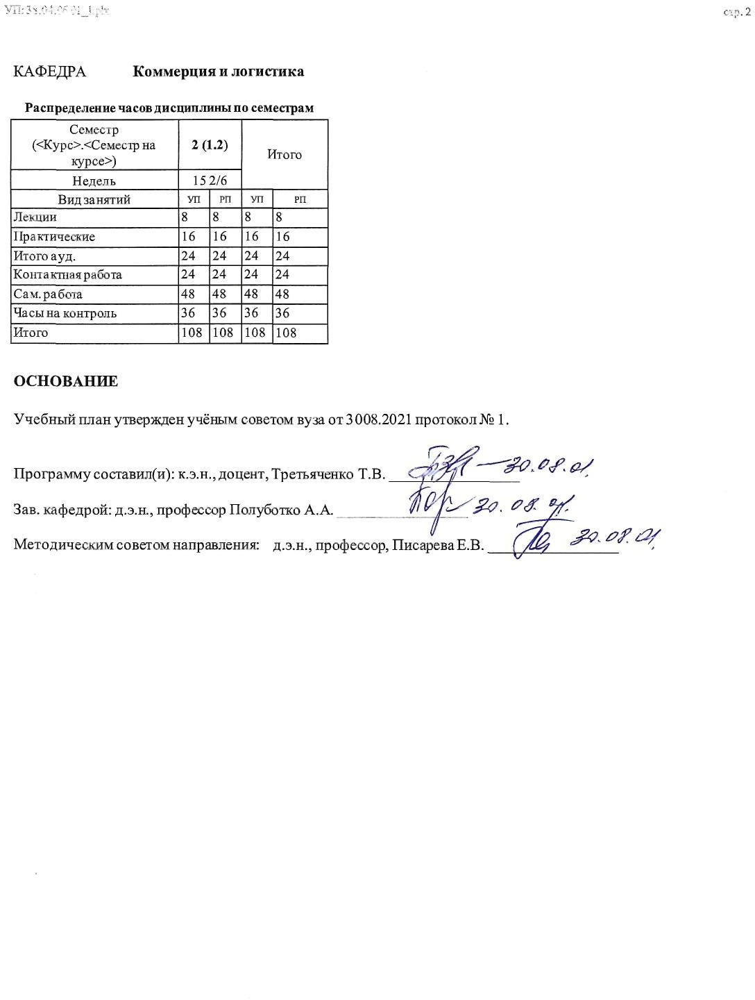 УП: 38.04.06 01_1.plx
стр. 2
КАФЕДРА Коммерция и логистика
Распределение часов дисциплины по семестрам
Семестр
(<Курс>.<Семестр на
курсе>)
2 (1.2)
Итого
Недель 15 2/6
Вид занятий УП РП УП РП
Лекции 8 8 8 8
Практические 16 16 16 16
Итого ауд. 24 24 24 24
Контактная работа 24 24 24 24
Сам. работа 48 48 48 48
Часы на контроль 36 36 36 36
Итого 108 108 108 108
ОСНОВАНИЕ
Учебный план утвержден учёным советом вуза от 3008.2021 протокол № 1.
Программу составил(и): к.э.н., доцент, Третьяченко Т.В. 30.08.
Зав. кафедрой: д.э.н., профессор Полуботко А.А. 30.08.
Методическим советом направления: д.э.н., профессор, Писарева Е.В. 30.08.